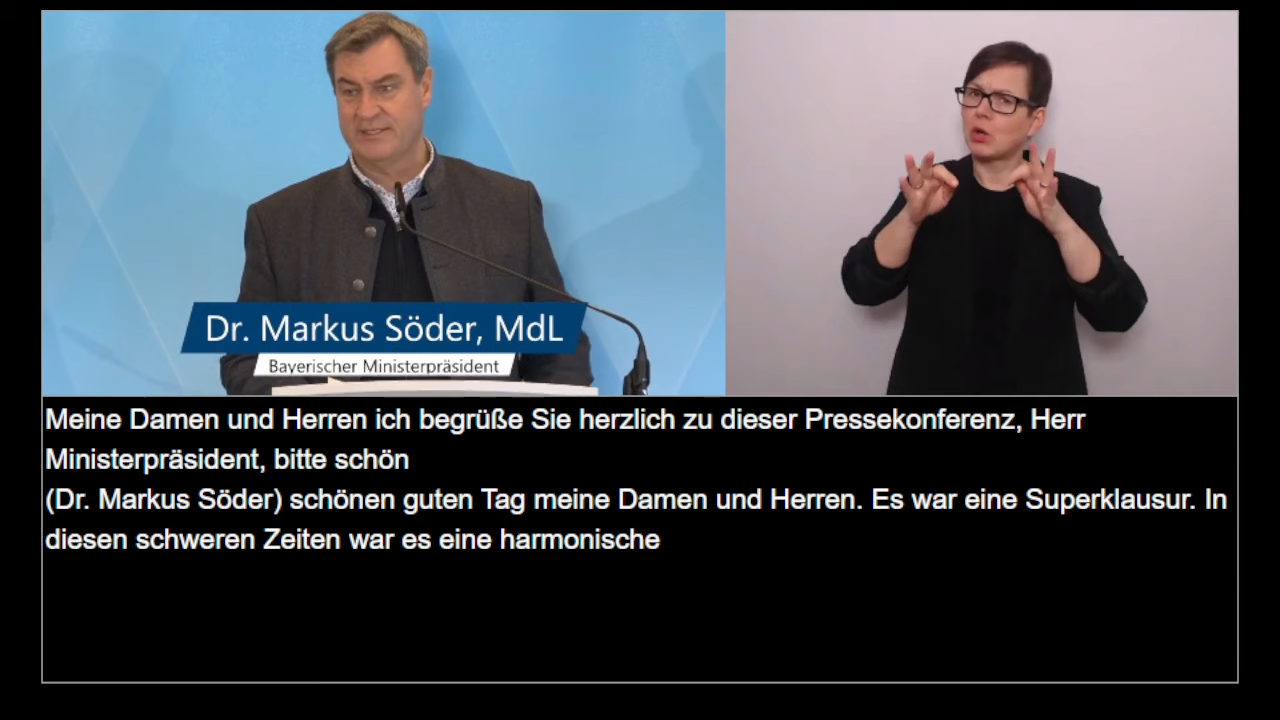 Dr. Markus Söder, MdL
Bayerischer Ministerpräsident
Meine Damen und Herren ich begrüße Sie herzlich zu dieser Pressekonferenz, Herr
Ministerpräsident, bitte schön
(Dr. Markus Söder) schönen guten Tag meine Damen und Herren. Es war eine Superklausur. In
diesen schweren Zeiten war es eine harmonische